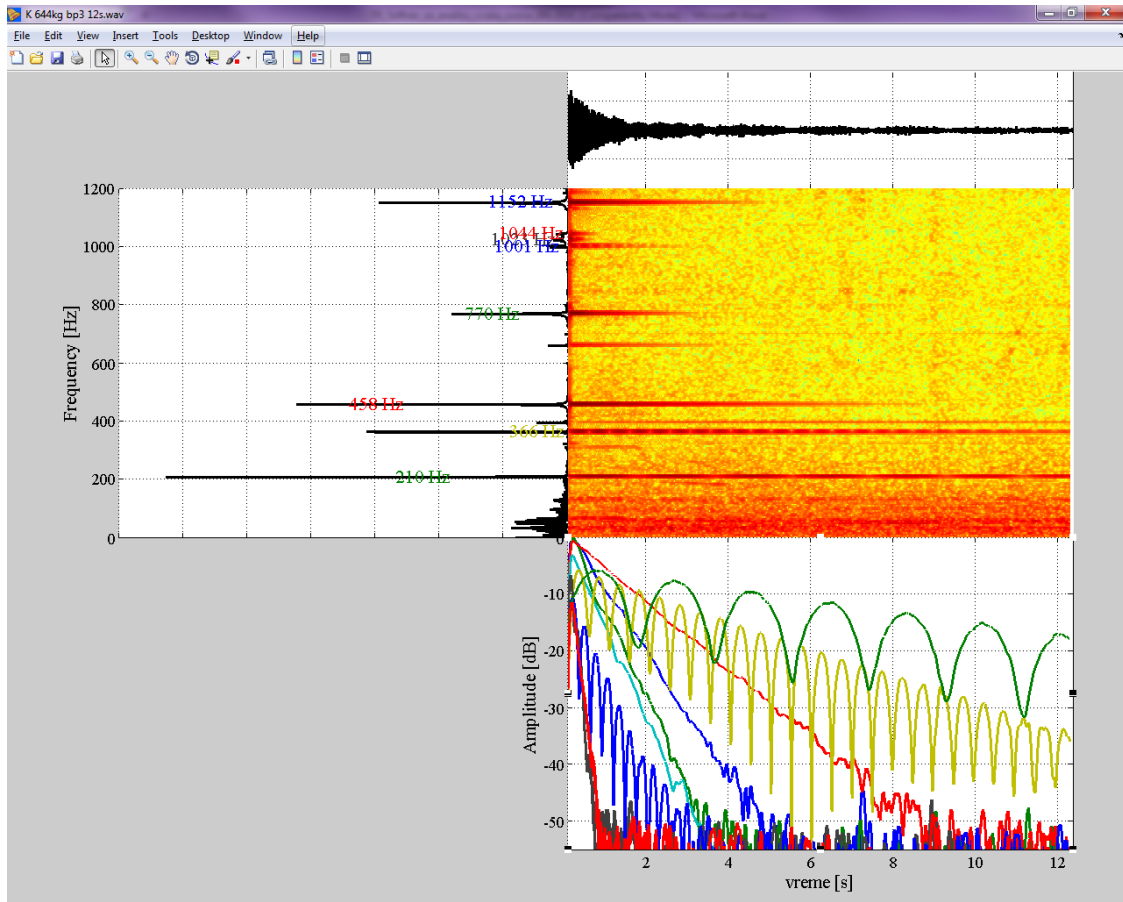 K 644kg bp3 12s.wav
File Edit View Insert Tools Desktop Window Help
1200
1152 Hz
1044 Hz
1000
1001 Hz
800
770 Hz
Frequency [Hz]
600
458 Hz
400
366 Hz
210 Hz
200
0
0
-10
-20
-30
-40
-50
Amplitude [dB]
2 4 6 8 10 12
vreme [s]